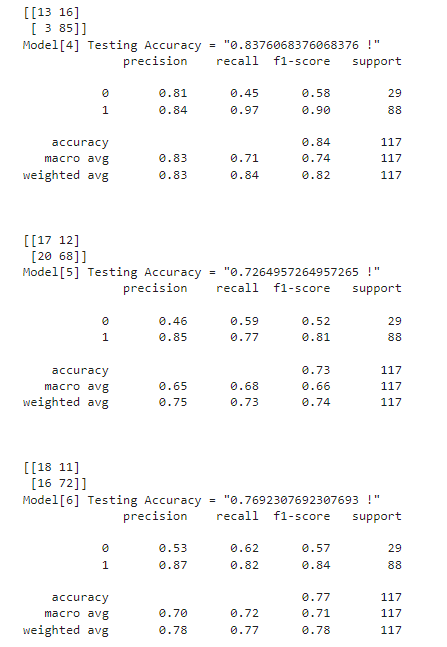 [[13 16]
[ 3 85]]
Model[4] Testing Accuracy = "0.8376068376068376 !"
precision recall f1-score support
0 0.81 0.45 0.58 29
1 0.84 0.97 0.90 88
accuracy 0.84 117
macro avg 0.83 0.71 0.74 117
weighted avg 0.83 0.84 0.82 117
[[17 12]
[20 68]]
Model[5] Testing Accuracy = "0.7264957264957265 !"
precision recall f1-score support
0 0.46 0.59 0.52 29
1 0.85 0.77 0.81 88
accuracy 0.73 117
macro avg 0.65 0.68 0.66 117
weighted avg 0.75 0.73 0.74 117
[[18 11]
[16 72]]
Model[6] Testing Accuracy = "0.7692307692307693 !"
precision recall f1-score support
0 0.53 0.62 0.57 29
1 0.87 0.82 0.84 88
accuracy 0.77 117
macro avg 0.70 0.72 0.71 117
weighted avg 0.78 0.77 0.78 117